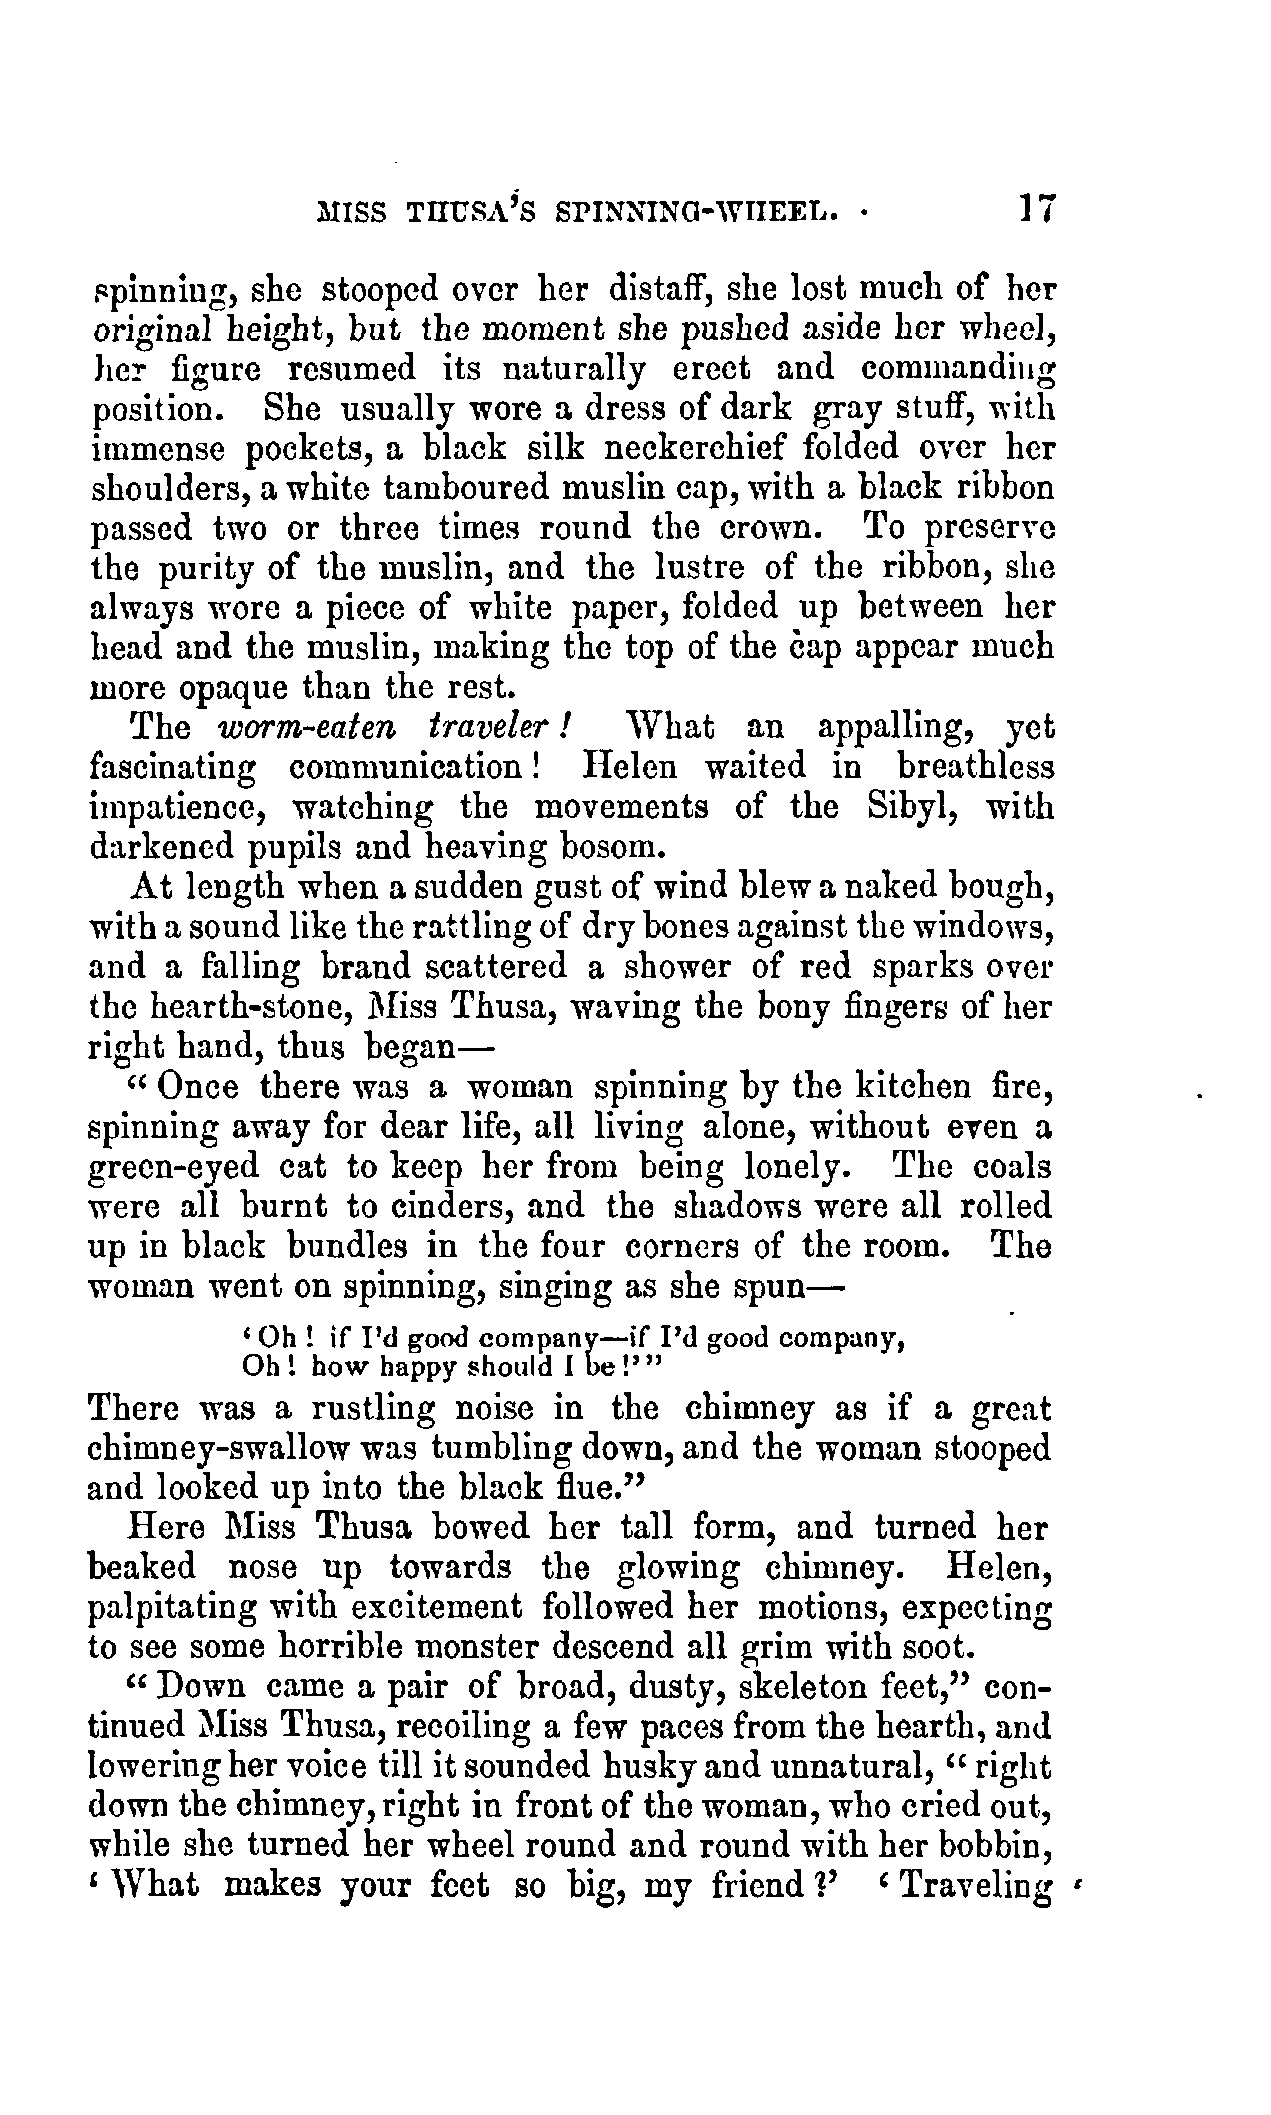 MISS THUSA'S SPINNING-WHEEL. 17
spinning, she stooped over her distaff, she lost much of her
original height, but the moment she pushed aside her wheel,
her figure resumed its naturally erect and commanding
position. She usually wore a dress of dark gray stuff, with
immense pockets, a black silk neckerchief folded over her
shoulders, a white tamboured muslin cap, with a black ribbon
passed two or three times round the crown. To preserve
the purity of the muslin, and the lustre of the ribbon, she
always wore a piece of white paper, folded up between her
head and the muslin, making the top of the cap appear much
more opaque than the rest.
The worm-eaten traveler! What an appalling, yet
fascinating communication! Helen waited in breathless
impatience, watching the movements of the Sibyl, with
darkened pupils and heaving bosom.
At length when a sudden gust of wind blew a naked bough,
with a sound like the rattling of dry bones against the windows,
and a falling brand scattered a shower of red sparks over
the hearth-stone, Miss Thusa, waving the bony fingers of her
right hand, thus began—
"Once there was a woman spinning by the kitchen fire,
spinning away for dear life, all living alone, without even a
green-eyed cat to keep her from being lonely. The coals
were all burnt to cinders, and the shadows were all rolled
up in black bundles in the four corners of the room. The
woman went on spinning, singing as she spun—
'Oh! if I'd good company—if I'd good company,
Oh! how happy should I be!'"
There was a rustling noise in the chimney as if a great
chimney-swallow was tumbling down, and the woman stooped
and looked up into the black flue."
Here Miss Thusa bowed her tall form, and turned her
beaked nose up towards the glowing chimney. Helen,
palpitating with excitement followed her motions, expecting
to see some horrible monster descend all grim with soot.
"Down came a pair of broad, dusty, skeleton feet," con-
tinued Miss Thusa, recoiling a few paces from the hearth, and
lowering her voice till it sounded husky and unnatural, "right
down the chimney, right in front of the woman, who cried out,
while she turned her wheel round and round with her bobbin,
'What makes your feet so big, my friend?' 'Traveling